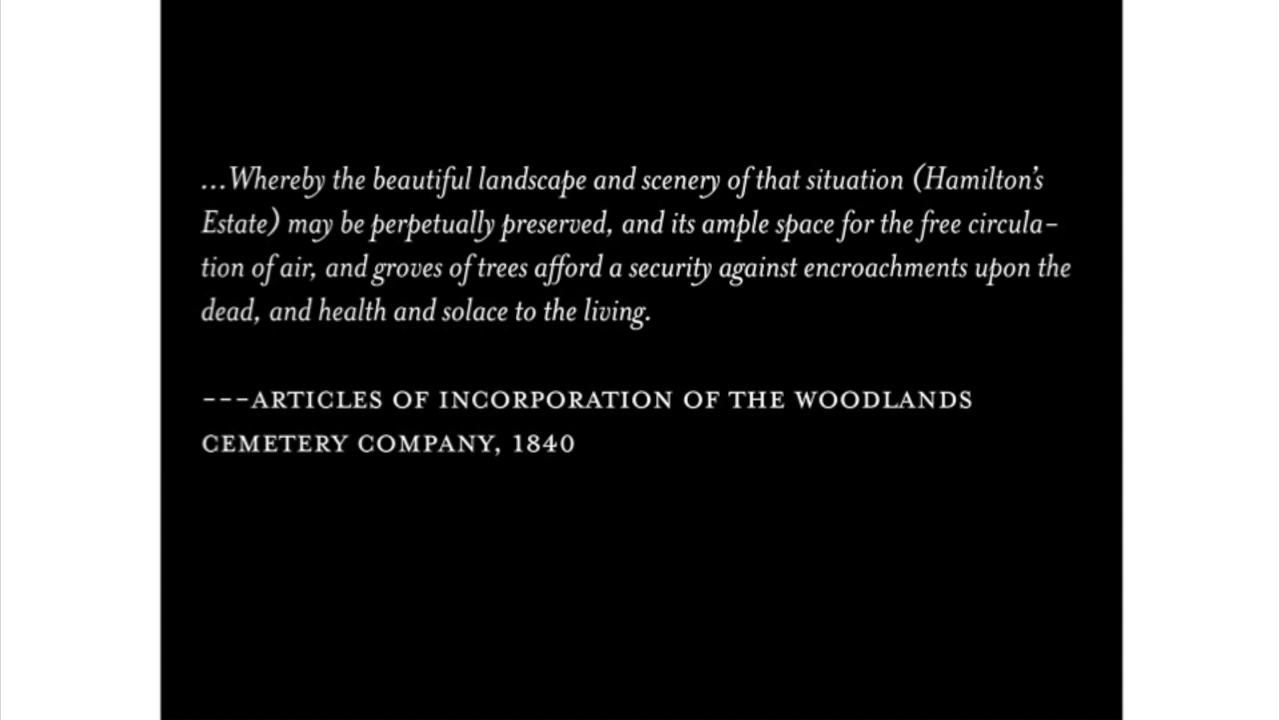 ...Whereby the beautiful landscape and scenery of that situation (Hamilton's
Estate) may be perpetually preserved, and its ample space for the free circula-
tion of air, and groves of trees afford a security against encroachments upon the
dead, and health and solace to the living.
---ARTICLES OF INCORPORATION OF THE WOODLANDS
CEMETERY COMPANY, 1840